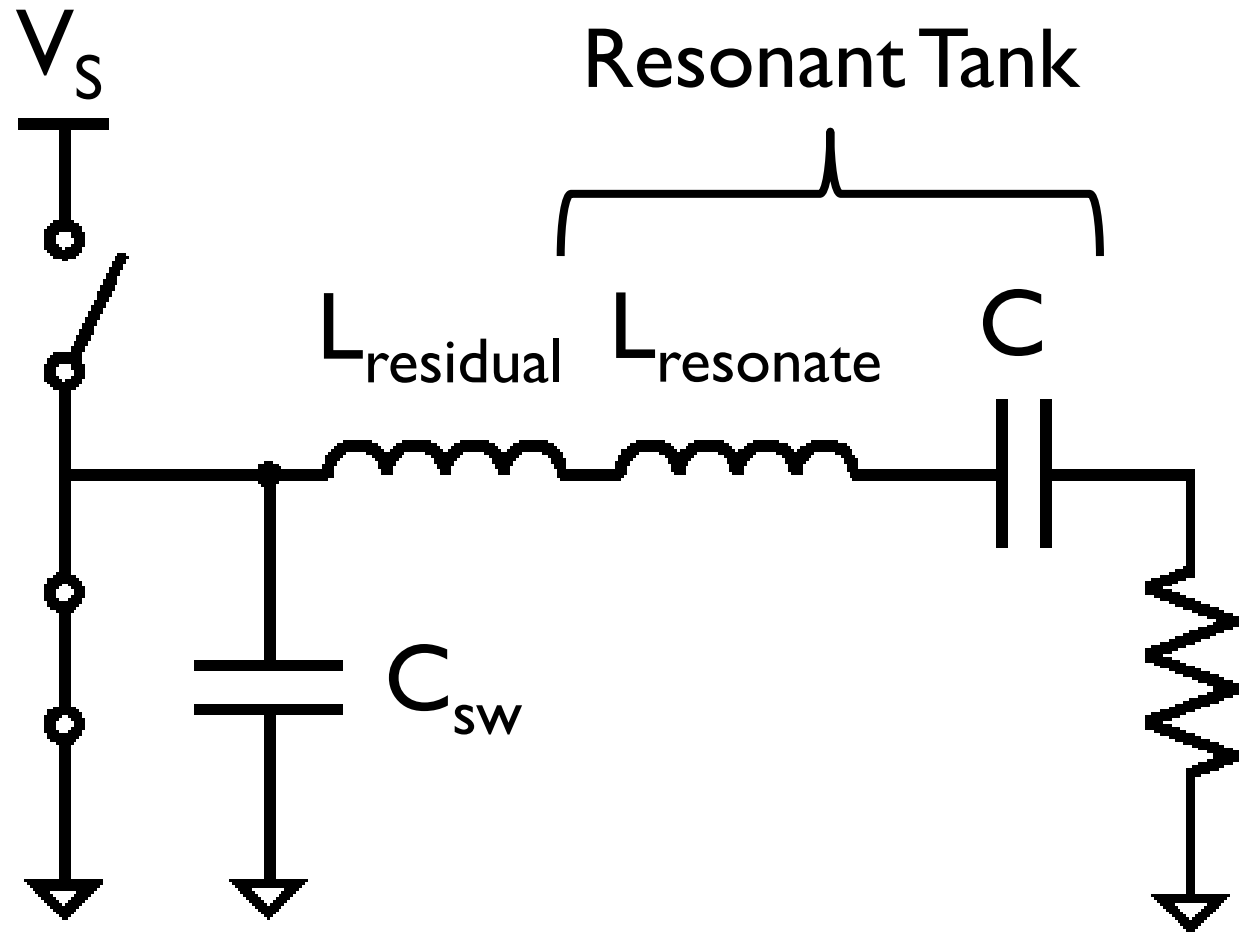 V_S
Resonant Tank
L_residual
L_resonate
C
C_sw